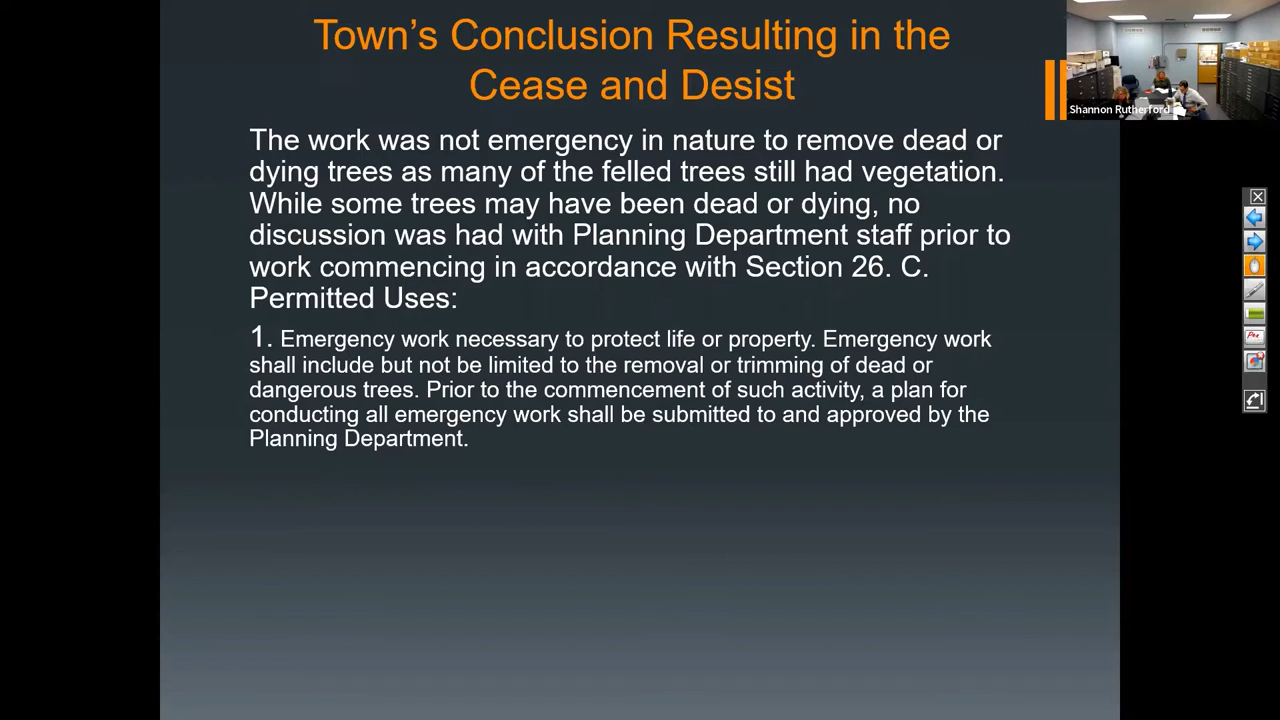 Town's Conclusion Resulting in the
Cease and Desist
Shannon Rutherford
The work was not emergency in nature to remove dead or
dying trees as many of the felled trees still had vegetation.
While some trees may have been dead or dying, no
discussion was had with Planning Department staff prior to
work commencing in accordance with Section 26. C.
Permitted Uses:
1. Emergency work necessary to protect life or property. Emergency work
shall include but not be limited to the removal or trimming of dead or
dangerous trees. Prior to the commencement of such activity, a plan for
conducting all emergency work shall be submitted to and approved by the
Planning Department.
Pre